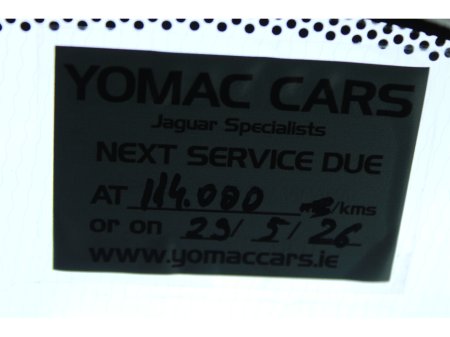 YOMAC CARS
Jaguar Specialists
NEXT SERVICE DUE
AT 114.000 /kms
or on 29/5/26
www.yomaccars.ie